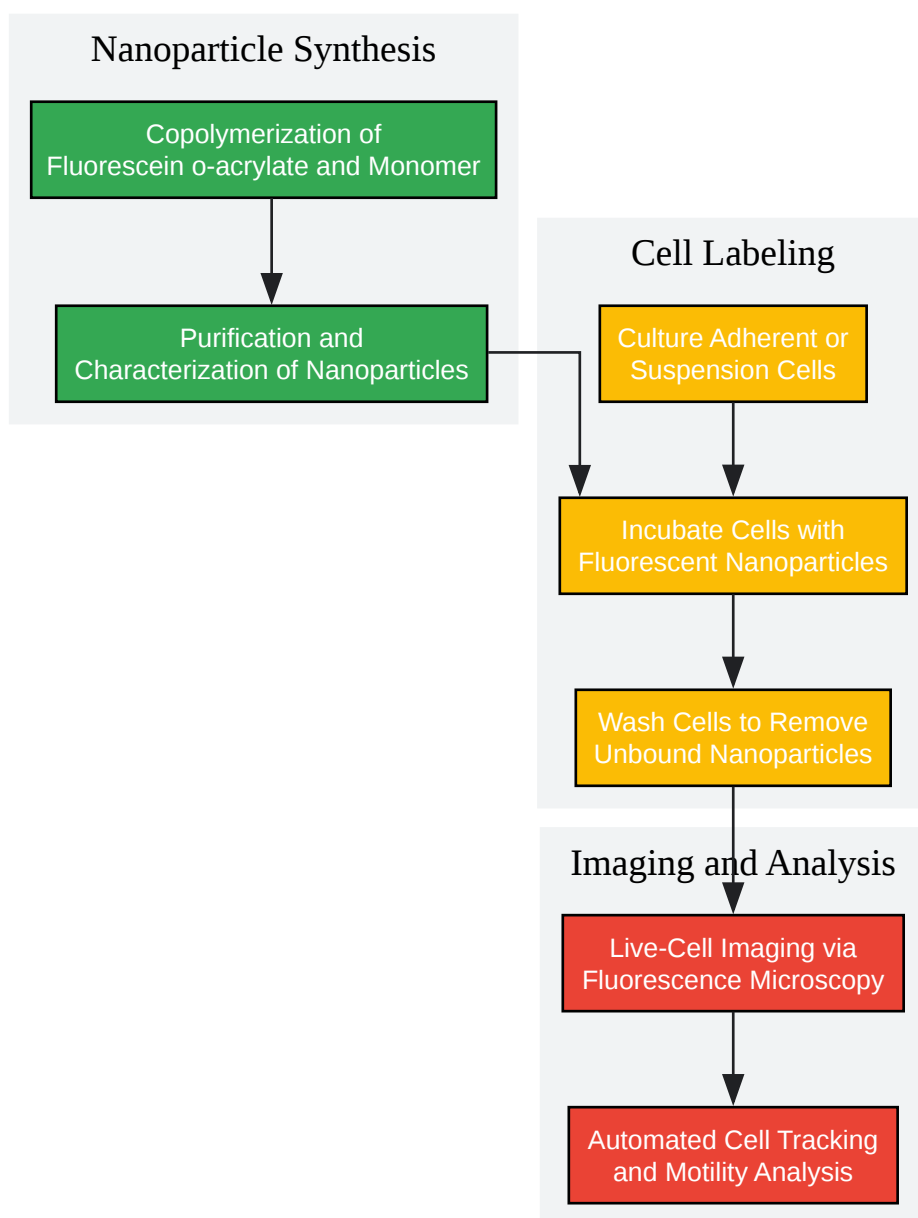 Nanoparticle Synthesis
Copolymerization of
Fluorescein o-acrylate and Monomer
Purification and
Characterization of Nanoparticles
Cell Labeling
Culture Adherent or
Suspension Cells
Incubate Cells with
Fluorescent Nanoparticles
Wash Cells to Remove
Unbound Nanoparticles
Imaging and Analysis
Live-Cell Imaging via
Fluorescence Microscopy
Automated Cell Tracking
and Motility Analysis